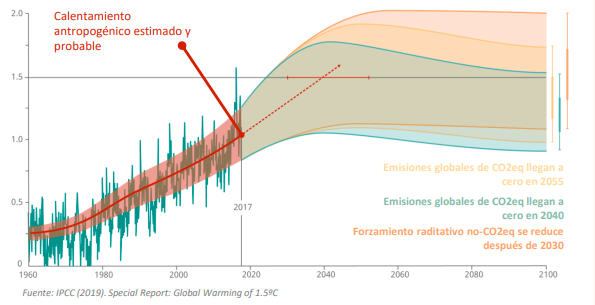 Calentamiento
antropogénico estimado y
probable
2.0
1.5
1.0
0.5
0
2017
Emisiones globales de CO2eq llegan a
cero en 2055
Emisiones globales de CO2eq llegan a
cero en 2040
Forzamiento raditativo no-CO2eq se reduce
después de 2030
1960 1980 2000 2020 2040 2060 2080 2100
Fuente: IPCC (2019). Special Report: Global Warming of 1.5ºC